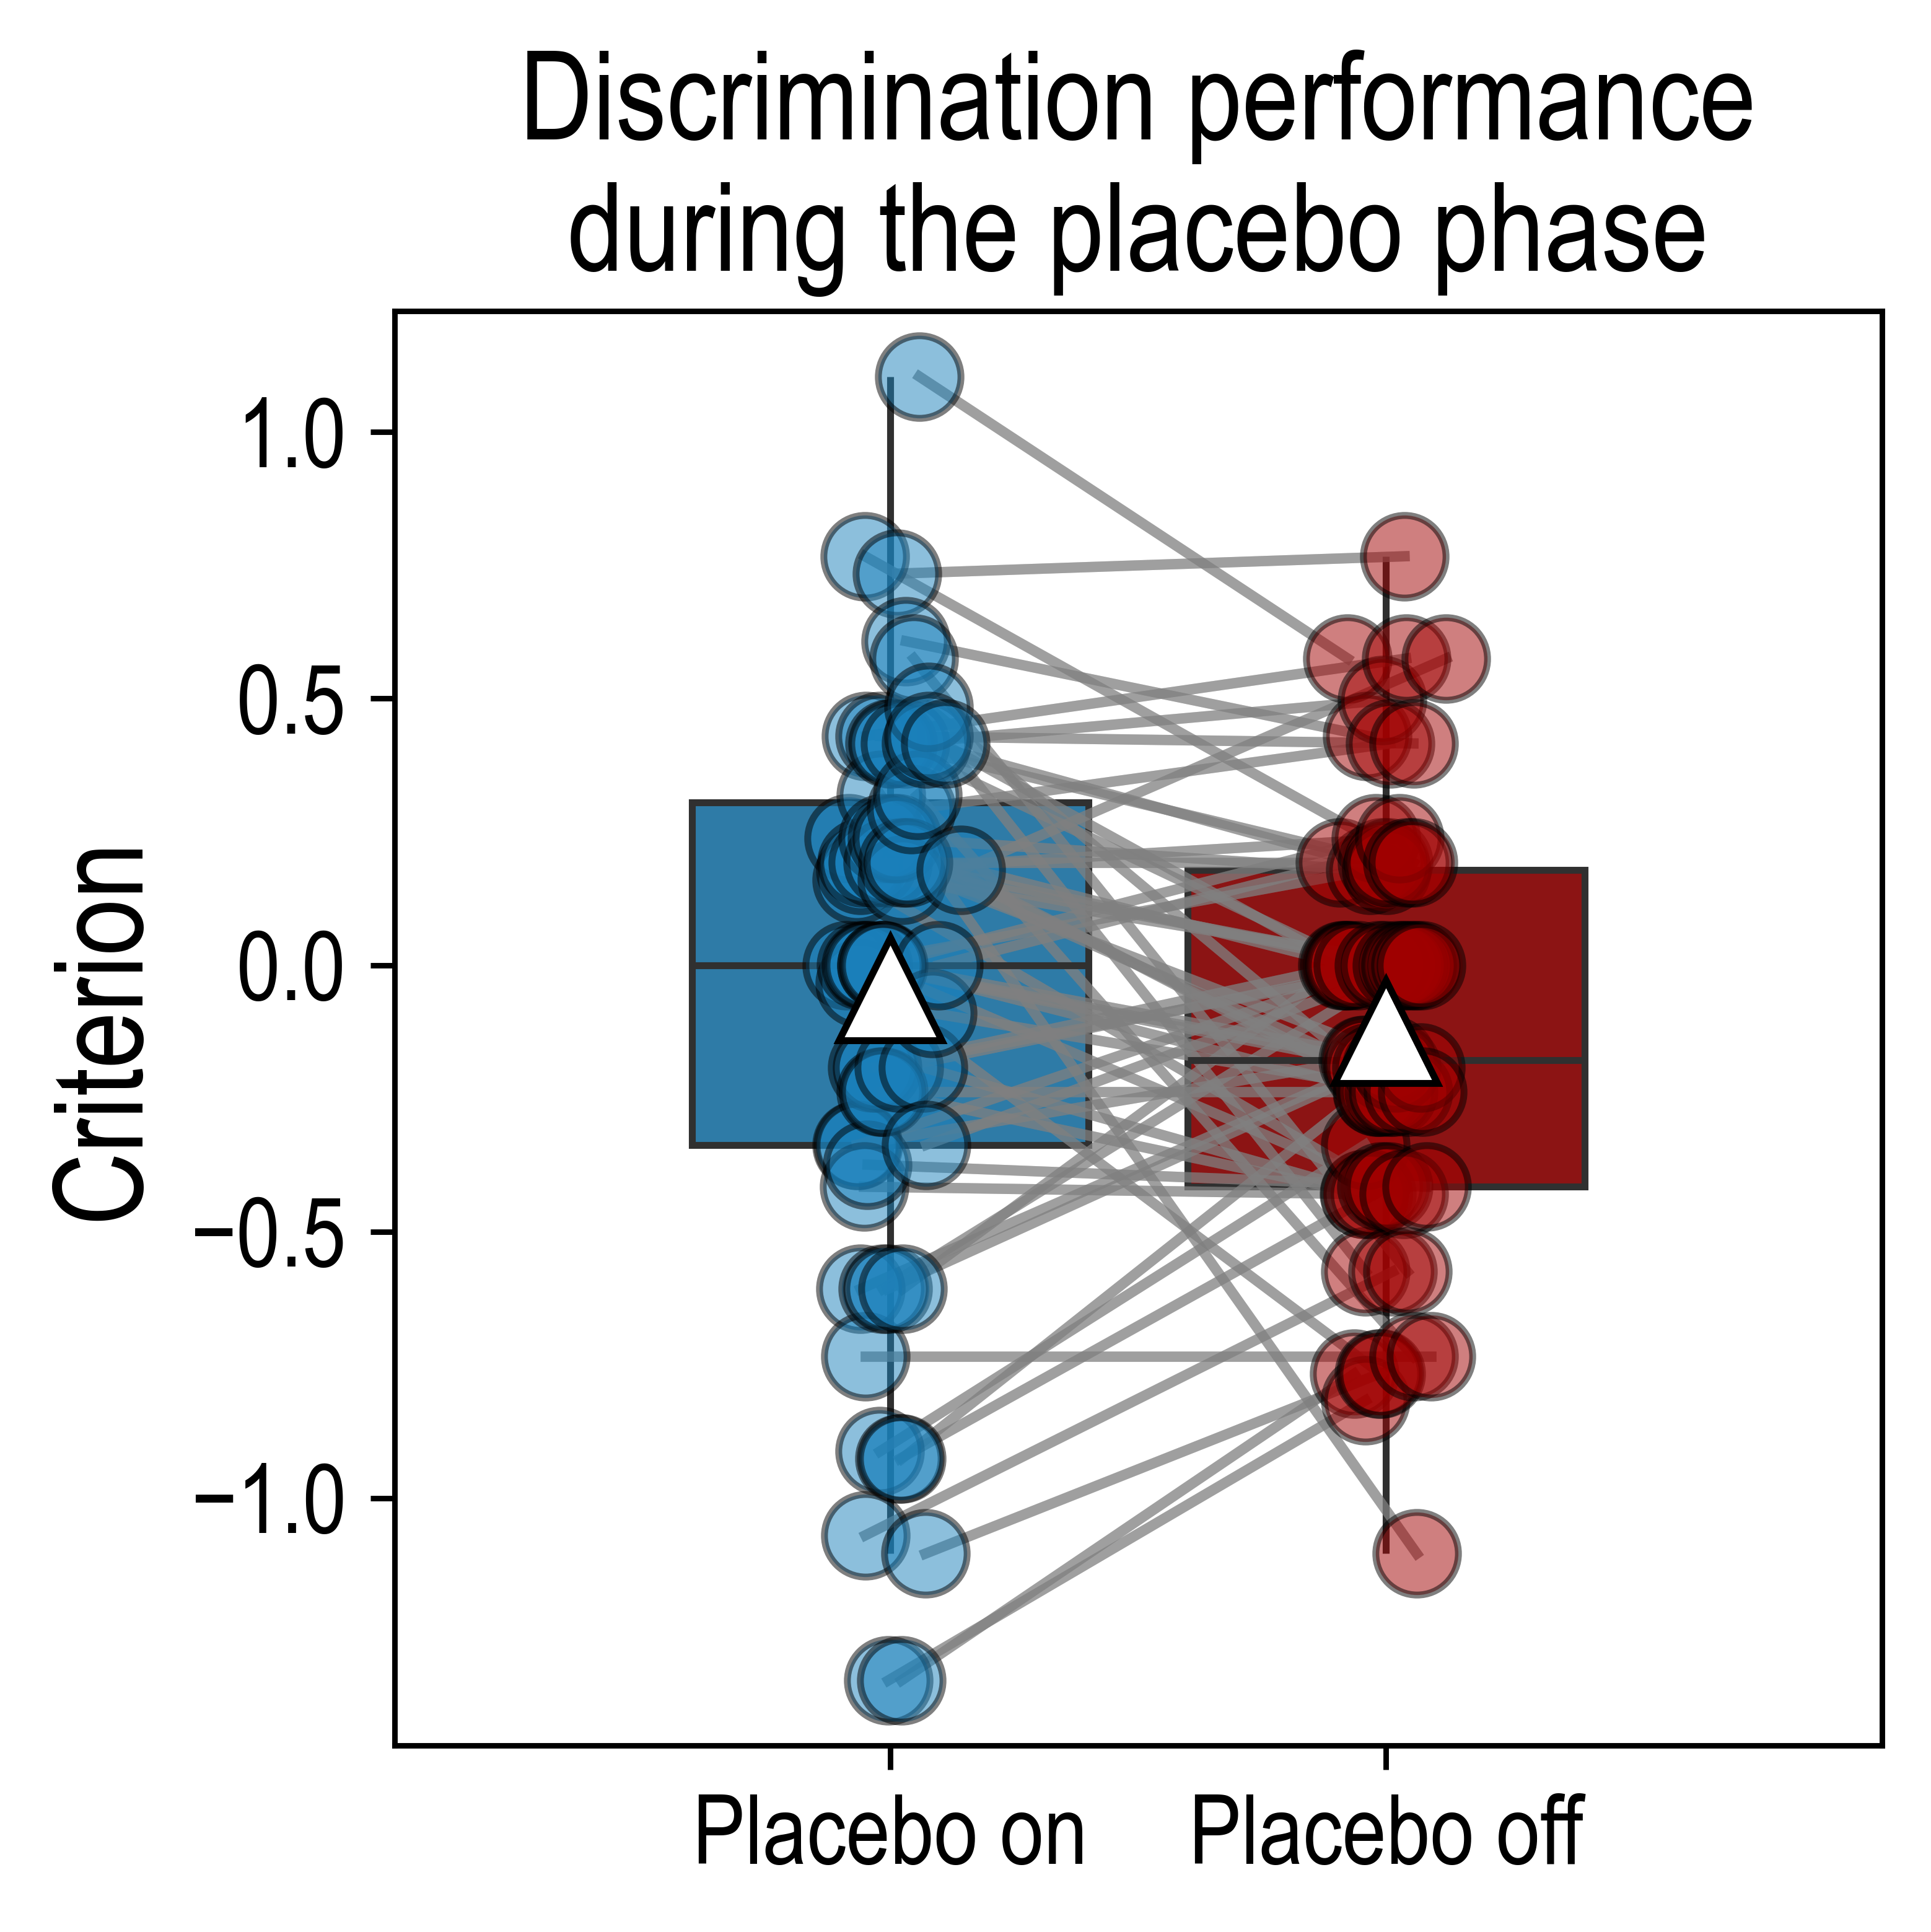 Discrimination performance
during the placebo phase
Criterion
1.0
0.5
0.0
−0.5
−1.0
Placebo on
Placebo off